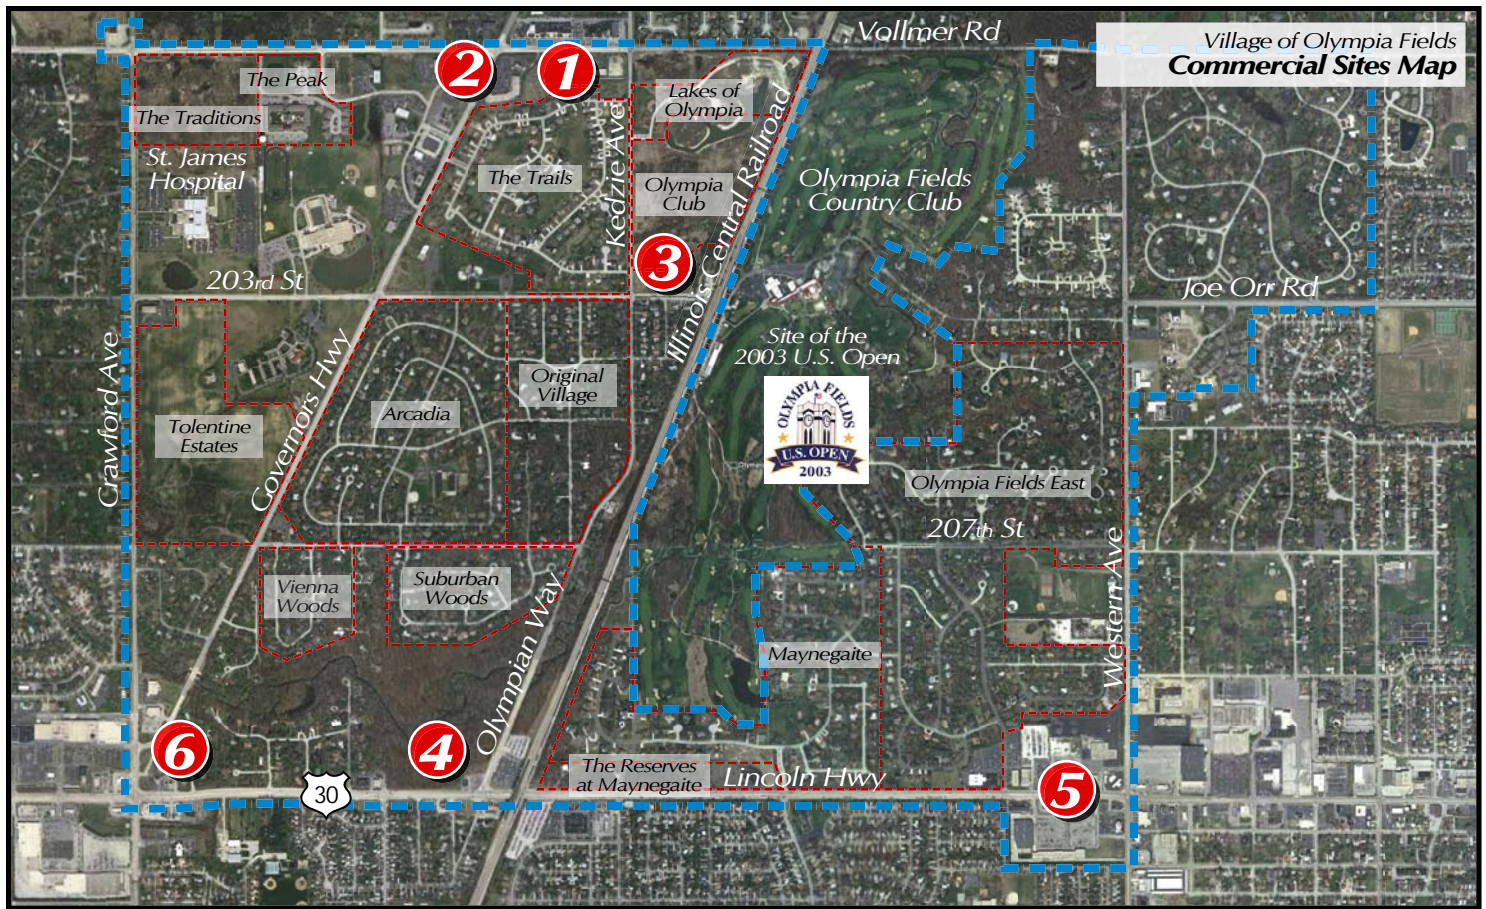 Vollmer Rd
Village of Olympia Fields
Commercial Sites Map
2
1
The Peak
Lakes of
Olympia
The Traditions
Kedzie Ave
St. James
Hospital
The Trails
Olympia
Club
Illinois Central Railroad
Olympia Fields
Country Club
3
203rd St
Joe Orr Rd
Crawford Ave
Governors Hwy
Site of the
2003 U.S. Open
Original
Village
Arcadia
OLYMPIA FIELDS
U.S. OPEN
2003
Tolentine
Estates
Olympia Fields East
207th St
Western Ave
Vienna
Woods
Suburban
Woods
Olympian Way
Maynegaite
6
4
The Reserves
at Maynegaite
Lincoln Hwy
30
5